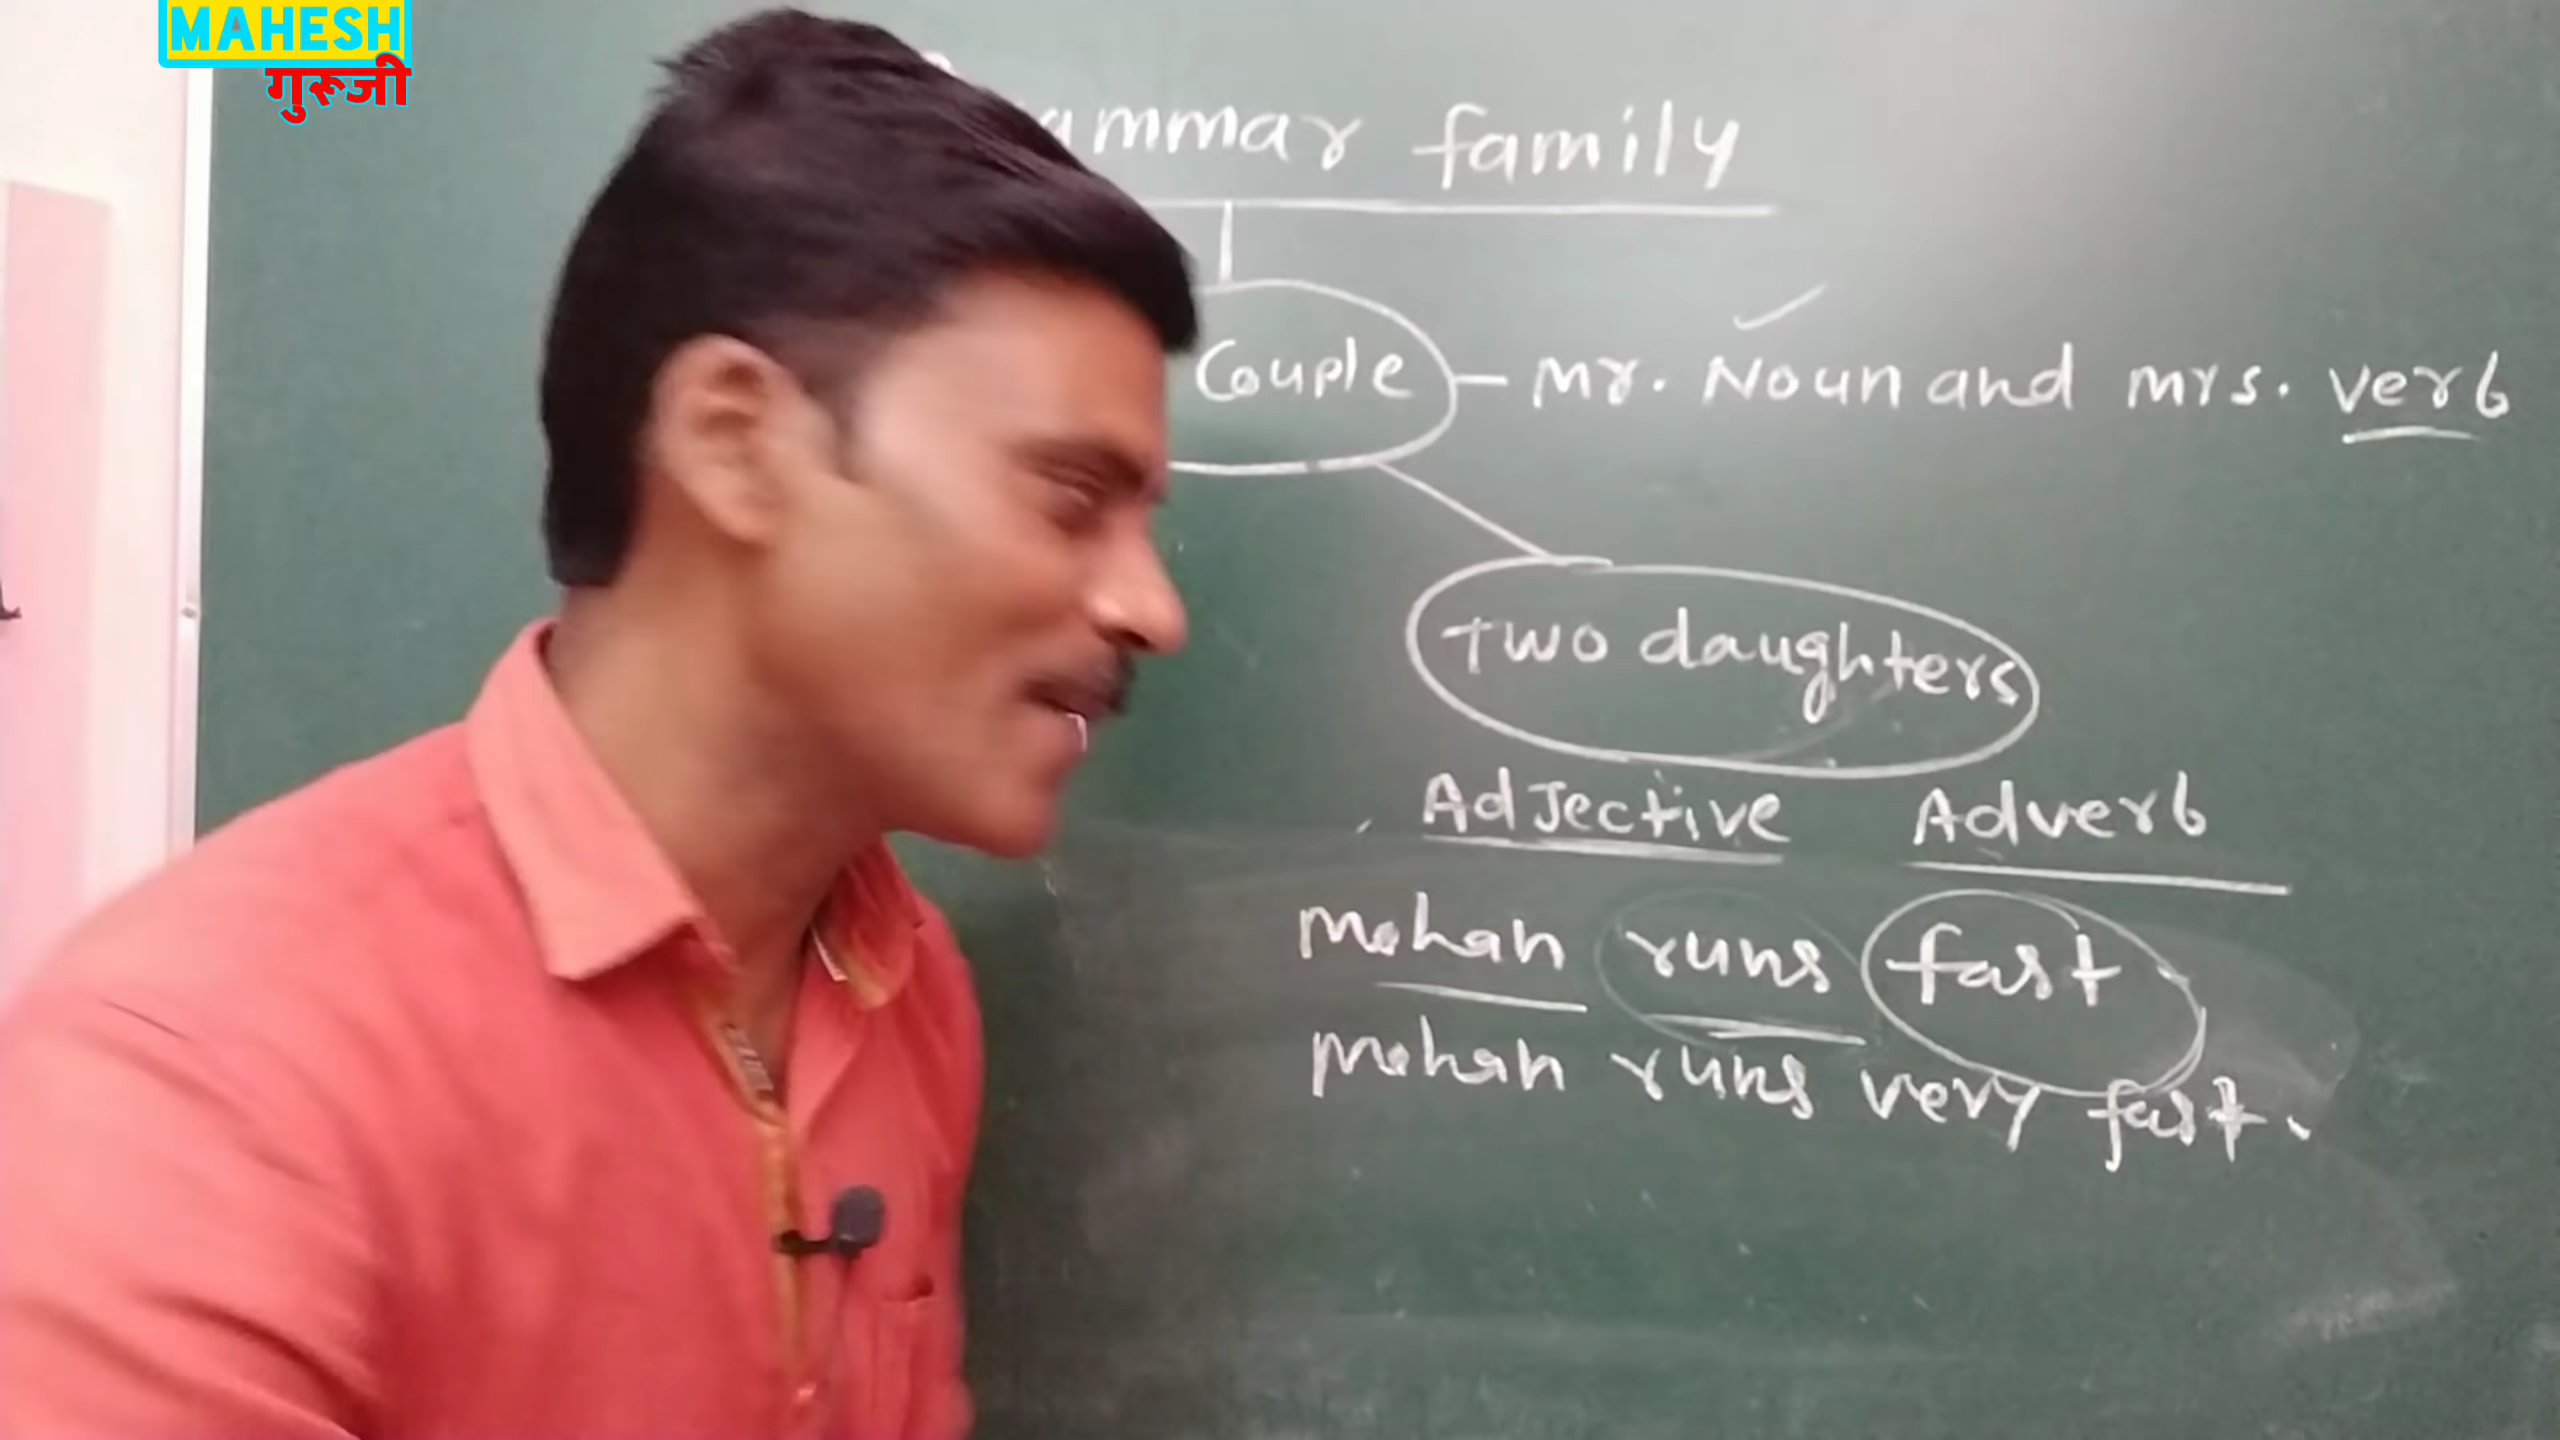 MAHESH
गुरूजी
ammar family
Couple – mr. Noun and mrs. verb
Two daughters
Adjective Adverb
mohan runs fast
mohan runs very fast.